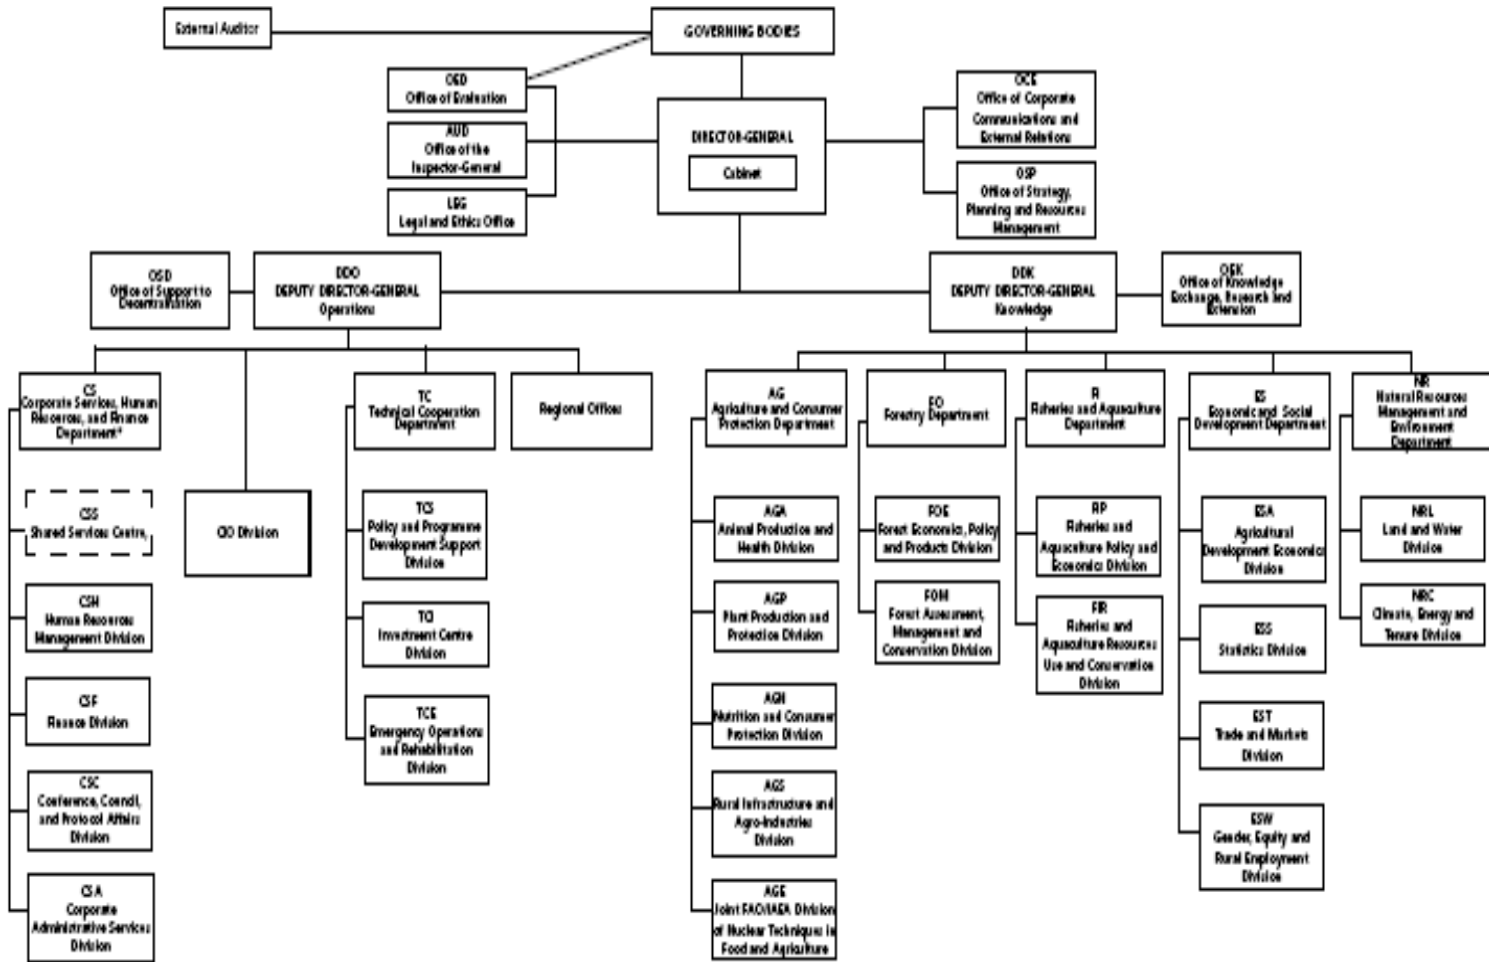 External Auditor
GOVERNING BODIES
OED
Office of Evaluation
AUD
Office of the
Inspector-General
LEG
Legal and Ethics Office
DIRECTOR-GENERAL
Cabinet
OCE
Office of Corporate
Communications and
External Relations
OSP
Office of Strategy,
Planning and Resources
Management
OSD
Office of Support to
Decentralisation
DDO
DEPUTY DIRECTOR-GENERAL
Operations
DDK
DEPUTY DIRECTOR-GENERAL
Knowledge
OEK
Office of Knowledge
Exchange, Research and
Extension
CS
Corporate Services, Human
Resources, and Finance
Department*
TC
Technical Cooperation
Department
Regional Offices
AG
Agriculture and Consumer
Protection Department
FO
Forestry Department
FI
Fisheries and Aquaculture
Department
ES
Economic and Social
Development Department
NR
Natural Resources
Management and
Environment
Department
CSS
Shared Services Centre,
CIO Division
TCS
Policy and Programme
Development Support
Division
AGA
Animal Production and
Health Division
FOE
Forest Economics, Policy
and Products Division
FIP
Fisheries and
Aquaculture Policy and
Economics Division
ESA
Agricultural
Development Economics
Division
NRL
Land and Water
Division
CSH
Human Resources
Management Division
TCI
Investment Centre
Division
AGP
Plant Production and
Protection Division
FOM
Forest Assessment,
Management and
Conservation Division
FIR
Fisheries and
Aquaculture Resources
Use and Conservation
Division
ESS
Statistics Division
NRC
Climate, Energy and
Tenure Division
CSF
Finance Division
TCE
Emergency Operations
and Rehabilitation
Division
AGN
Nutrition and Consumer
Protection Division
EST
Trade and Markets
Division
CSC
Conference, Council,
and Protocol Affairs
Division
AGS
Rural Infrastructure and
Agro-Industries
Division
ESW
Gender, Equity and
Rural Employment
Division
CSA
Corporate
Administrative Services
Division
AGE
Joint FAO/IAEA Division
of Nuclear Techniques in
Food and Agriculture